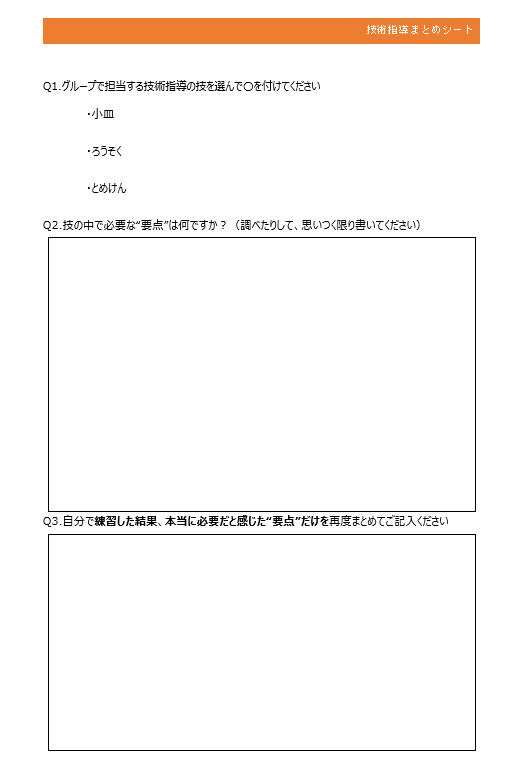 技術指導まとめシート
Q1.グループで担当する技術指導の技を選んで〇を付けてください
・小皿
・ろうそく
・とめけん
Q2.技の中で必要な“要点”は何ですか？（調べたりして、思いつく限り書いてください）
Q3.自分で練習した結果、本当に必要だと感じた“要点”だけを再度まとめてご記入ください